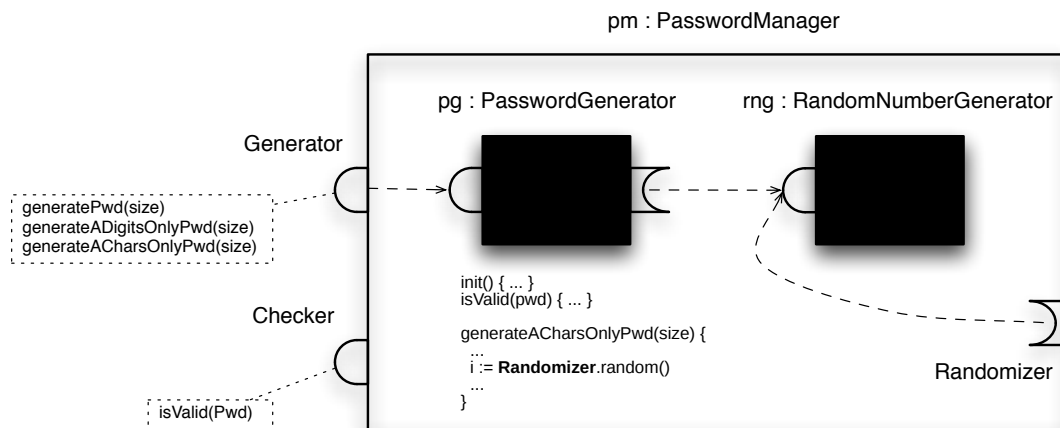 pm : PasswordManager
pg : PasswordGenerator
rng : RandomNumberGenerator
Generator
generatePwd(size)
generateADigitsOnlyPwd(size)
generateACharsOnlyPwd(size)
init() { ... }
isValid(pwd) { ... }
Checker
generateACharsOnlyPwd(size) {
...
i := Randomizer.random()
...
}
Randomizer
isValid(Pwd)